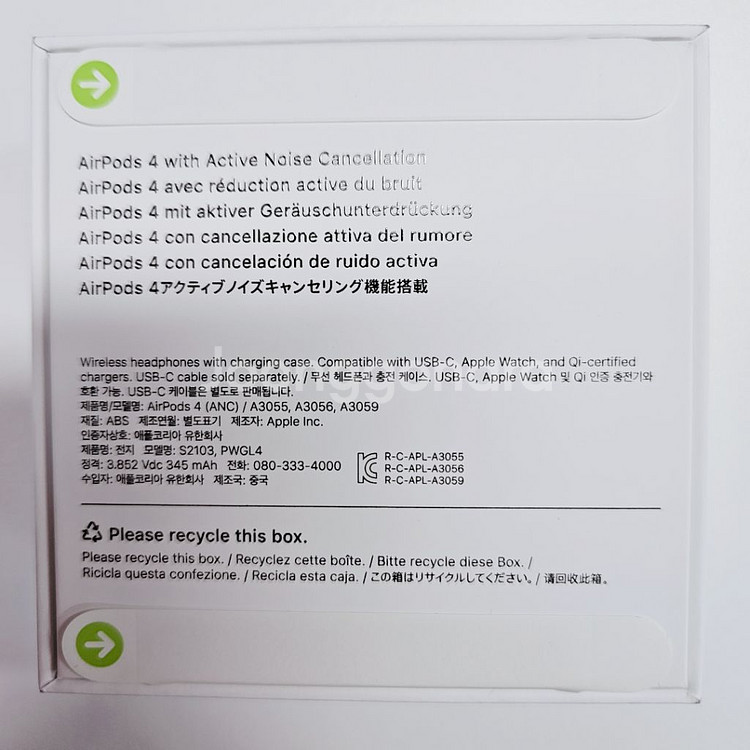 AirPods 4 with Active Noise Cancellation
AirPods 4 avec réduction active du bruit
AirPods 4 mit aktiver Geräuschunterdrückung
AirPods 4 con cancellazione attiva del rumore
AirPods 4 con cancelación de ruido activa
AirPods 4アクティブノイズキャンセリング機能搭載
Wireless headphones with charging case. Compatible with USB-C, Apple Watch, and Qi-certified
chargers. USB-C cable sold separately. / 무선 헤드폰과 충전 케이스. USB-C, Apple Watch 및 Qi 인증 충전기와
호환 가능. USB-C 케이블은 별도로 판매됩니다.
제품명/모델명: AirPods 4 (ANC) / A3055, A3056, A3059
재질: ABS 제조연월: 별도표기 제조자: Apple Inc.
인증자상호: 애플코리아 유한회사
제품명: 전지 모델명: S2103, PWGL4
정격: 3.852 Vdc 345 mAh 전화: 080-333-4000
수입자: 애플코리아 유한회사 제조국: 중국
R-C-APL-A3055
R-C-APL-A3056
R-C-APL-A3059
Please recycle this box.
Please recycle this box. / Recyclez cette boîte. / Bitte recycle diese Box. /
Ricicla questa confezione. / Recicla esta caja. / この箱はリサイクルしてください。/ 请回收此箱。